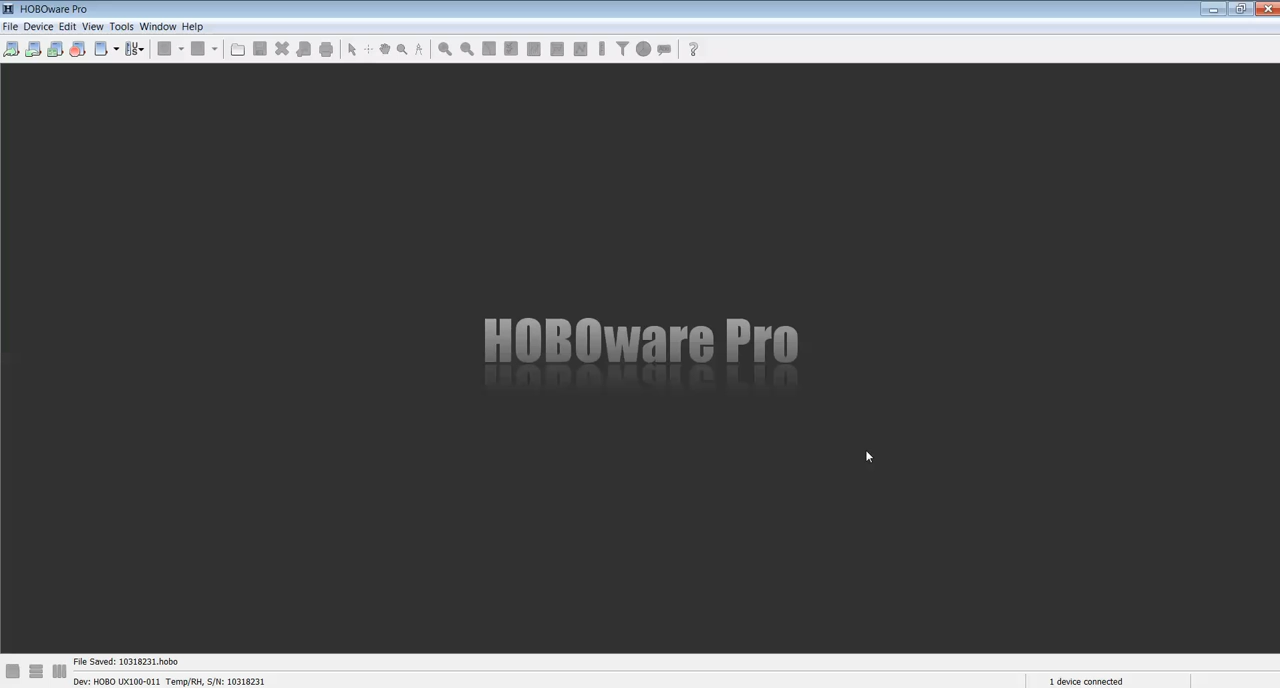 HOBOware Pro
File Device Edit View Tools Window Help
HOBOware Pro
File Saved: 10318231.hobo
Dev: HOBO UX100-011 Temp/RH, S/N: 10318231
1 device connected